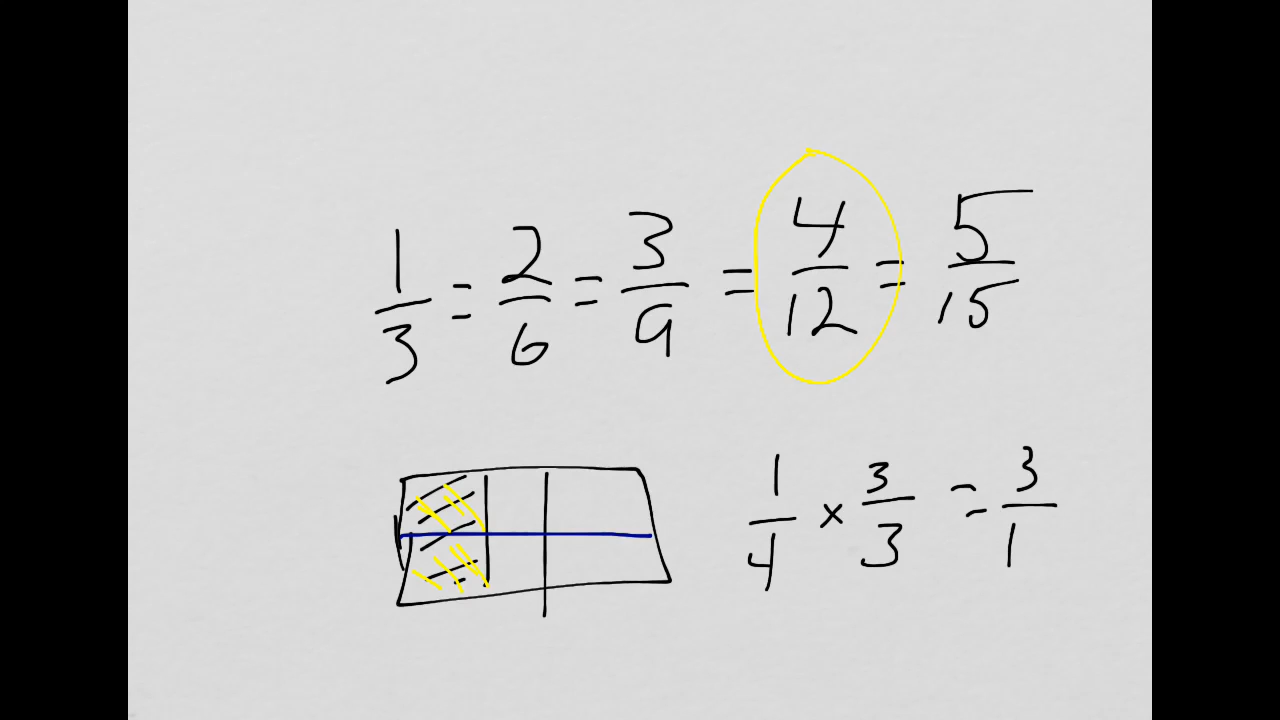 1/3 = 2/6 = 3/9 = 4/12 = 5/15
1/4 × 3/3 = 3/1